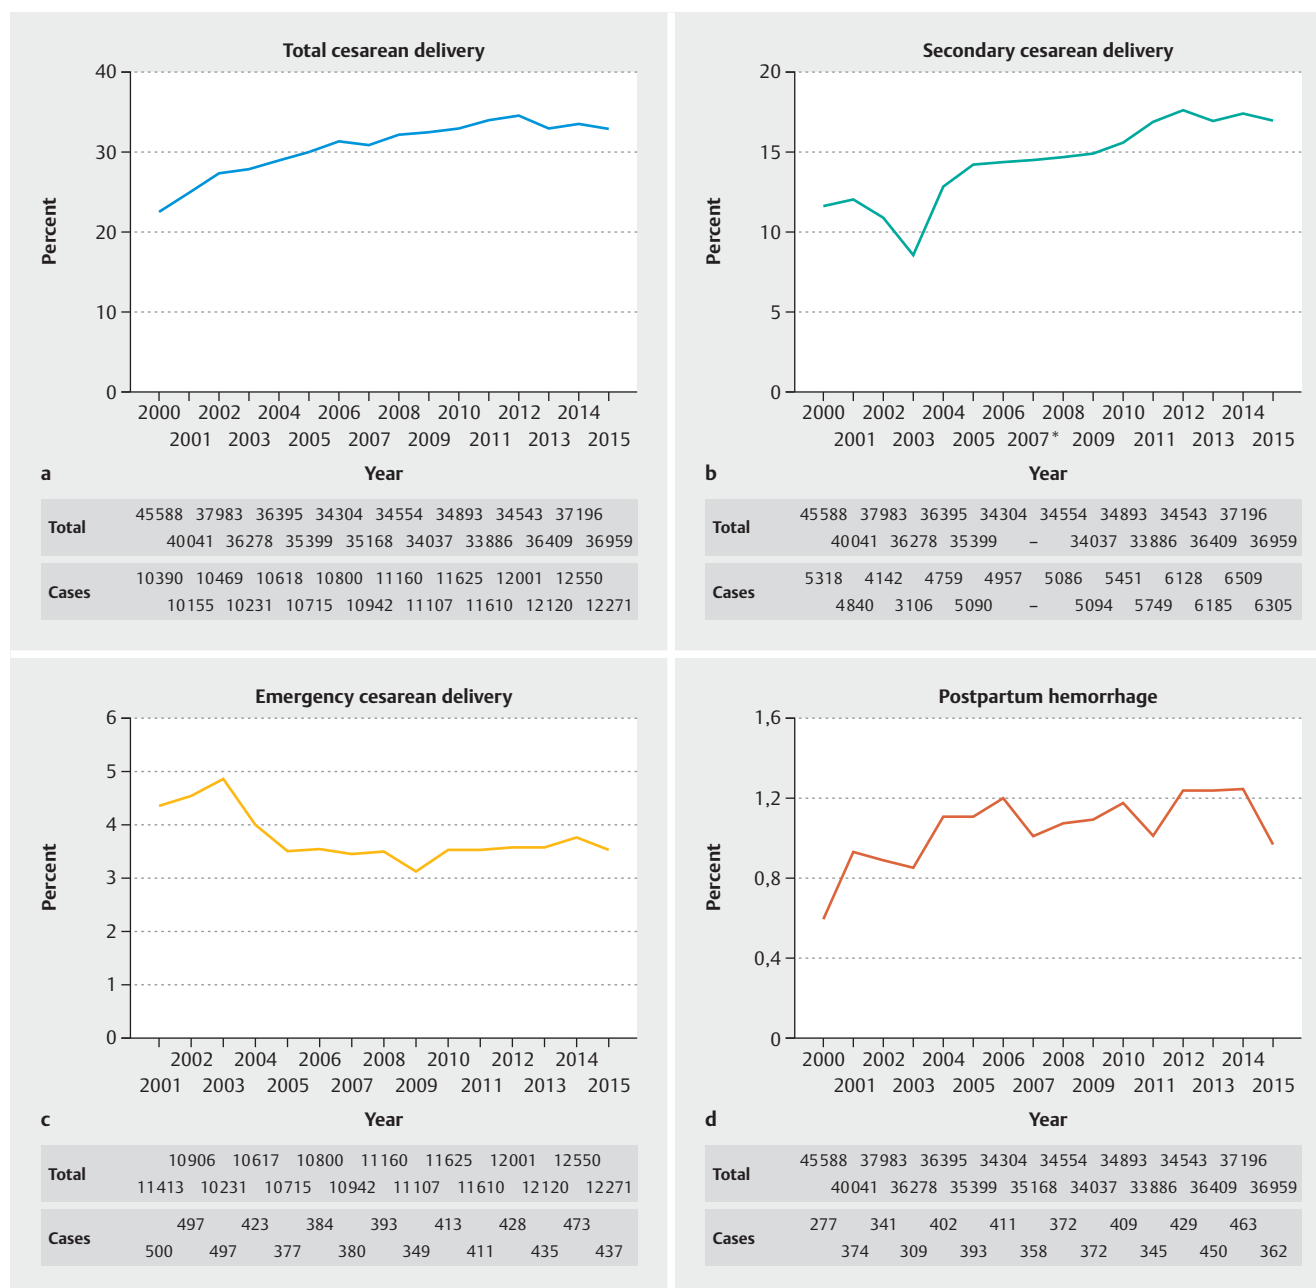 Total cesarean delivery
40
30
20
10
0
Percent
2000 2002 2004 2006 2008 2010 2012 2014
2001 2003 2005 2007 2009 2011 2013 2015
a
Year
Total
45588 37983 36395 34304 34554 34893 34543 37196
40041 36278 35399 35168 34037 33886 36409 36959
Cases
10390 10469 10618 10800 11160 11625 12001 12550
10155 10231 10715 10942 11107 11610 12120 12271
Secondary cesarean delivery
20
15
10
5
0
Percent
2000 2002 2004 2006 2008 2010 2012 2014
2001 2003 2005 2007* 2009 2011 2013 2015
b
Year
Total
45588 37983 36395 34304 34554 34893 34543 37196
40041 36278 35399 – 34037 33886 36409 36959
Cases
5318 4142 4759 4957 5086 5451 6128 6509
4840 3106 5090 – 5094 5749 6185 6305
Emergency cesarean delivery
6
5
4
3
2
1
0
Percent
2002 2004 2006 2008 2010 2012 2014
2001 2003 2005 2007 2009 2011 2013 2015
c
Year
Total
10906 10617 10800 11160 11625 12001 12550
11413 10231 10715 10942 11107 11610 12120 12271
Cases
497 423 384 393 413 428 473
500 497 377 380 349 411 435 437
Postpartum hemorrhage
1,6
1,2
0,8
0,4
0
Percent
2000 2002 2004 2006 2008 2010 2012 2014
2001 2003 2005 2007 2009 2011 2013 2015
d
Year
Total
45588 37983 36395 34304 34554 34893 34543 37196
40041 36278 35399 35168 34037 33886 36409 36959
Cases
277 341 402 411 372 409 429 463
374 309 393 358 372 345 450 362